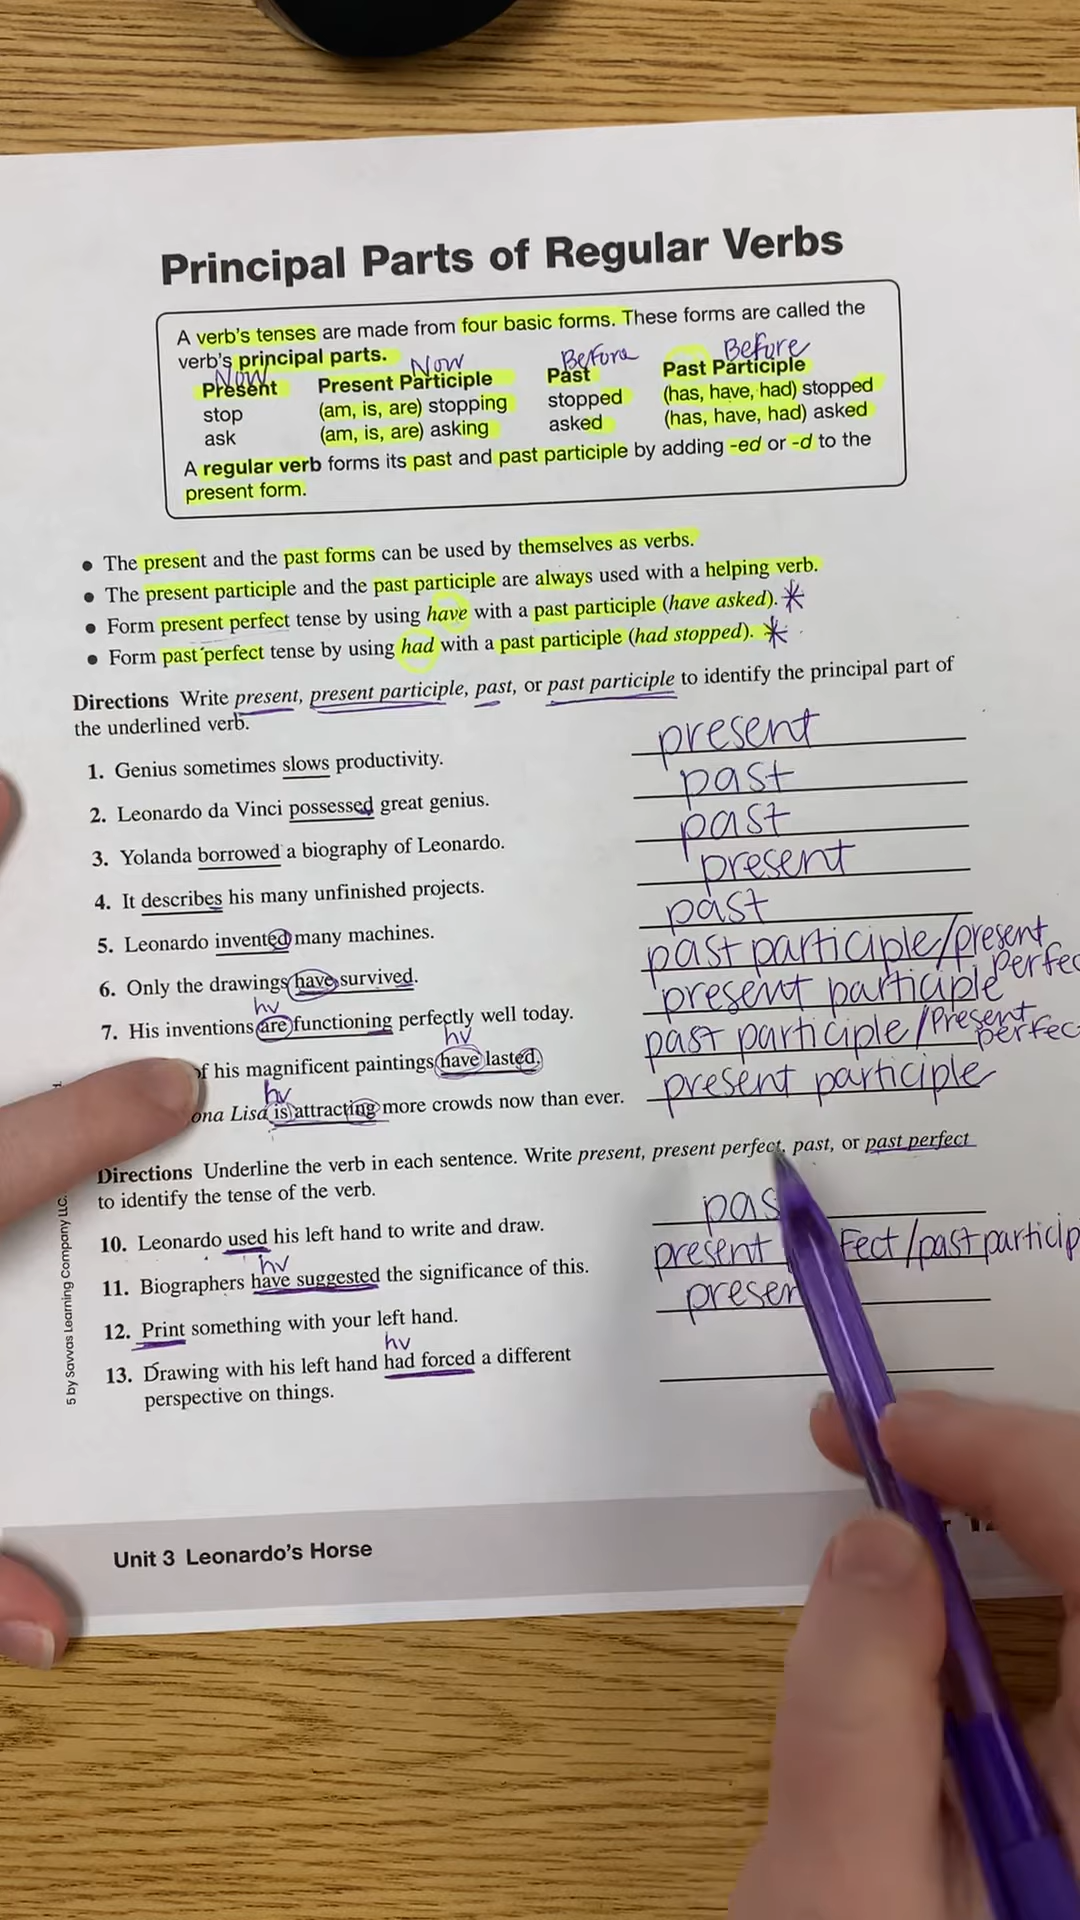 Principal Parts of Regular Verbs
A verb's tenses are made from four basic forms. These forms are called the
verb's principal parts.
Now Now Before Before
Present Present Participle Past Past Participle
stop (am, is, are) stopping stopped (has, have, had) stopped
ask (am, is, are) asking asked (has, have, had) asked
A regular verb forms its past and past participle by adding -ed or -d to the
present form.
• The present and the past forms can be used by themselves as verbs.
• The present participle and the past participle are always used with a helping verb.
• Form present perfect tense by using have with a past participle (have asked). *
• Form past perfect tense by using had with a past participle (had stopped). *
Directions Write present, present participle, past, or past participle to identify the principal part of
the underlined verb.
1. Genius sometimes slows productivity. present
2. Leonardo da Vinci possessed great genius. past
3. Yolanda borrowed a biography of Leonardo. past
4. It describes his many unfinished projects. present
5. Leonardo invented many machines. past
6. Only the drawings have survived. past participle/present
hv
7. His inventions are functioning perfectly well today. present participle
hv
of his magnificent paintings have lasted. past participle/Present
hv
ona Lisa is attracting more crowds now than ever. present participle
Directions Underline the verb in each sentence. Write present, present perfect, past, or past perfect
to identify the tense of the verb.
10. Leonardo used his left hand to write and draw. pas
hv
11. Biographers have suggested the significance of this. present fect/past particip
12. Print something with your left hand. presen
hv
13. Drawing with his left hand had forced a different
perspective on things.
5 by Savvas Learning Company LLC.
Unit 3 Leonardo's Horse